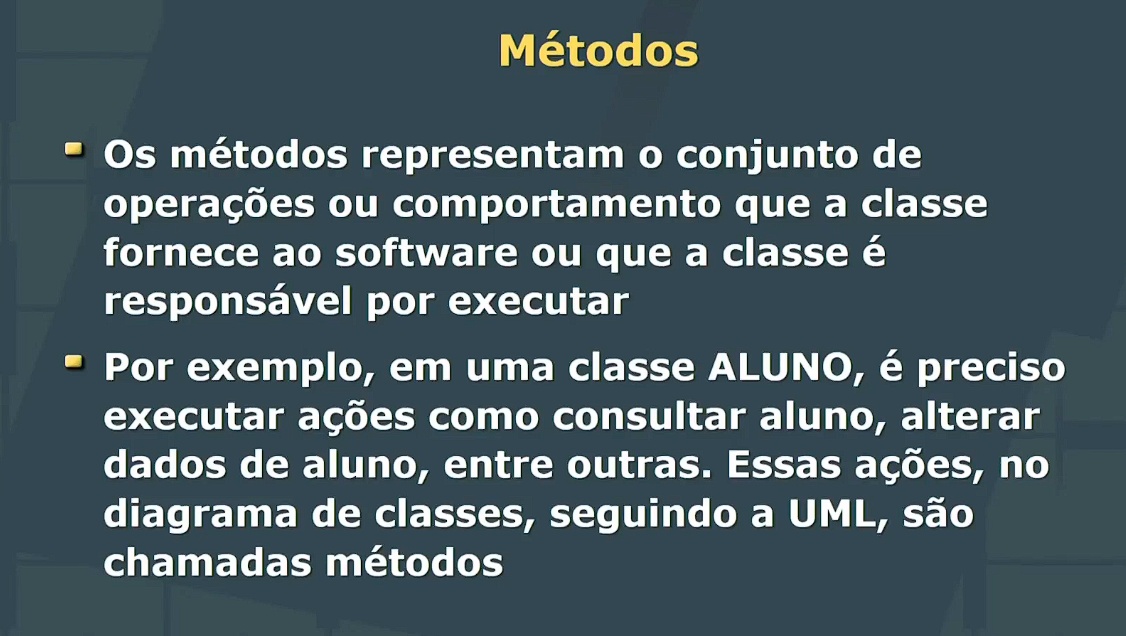 Métodos
Os métodos representam o conjunto de
operações ou comportamento que a classe
fornece ao software ou que a classe é
responsável por executar
Por exemplo, em uma classe ALUNO, é preciso
executar ações como consultar aluno, alterar
dados de aluno, entre outras. Essas ações, no
diagrama de classes, seguindo a UML, são
chamadas métodos